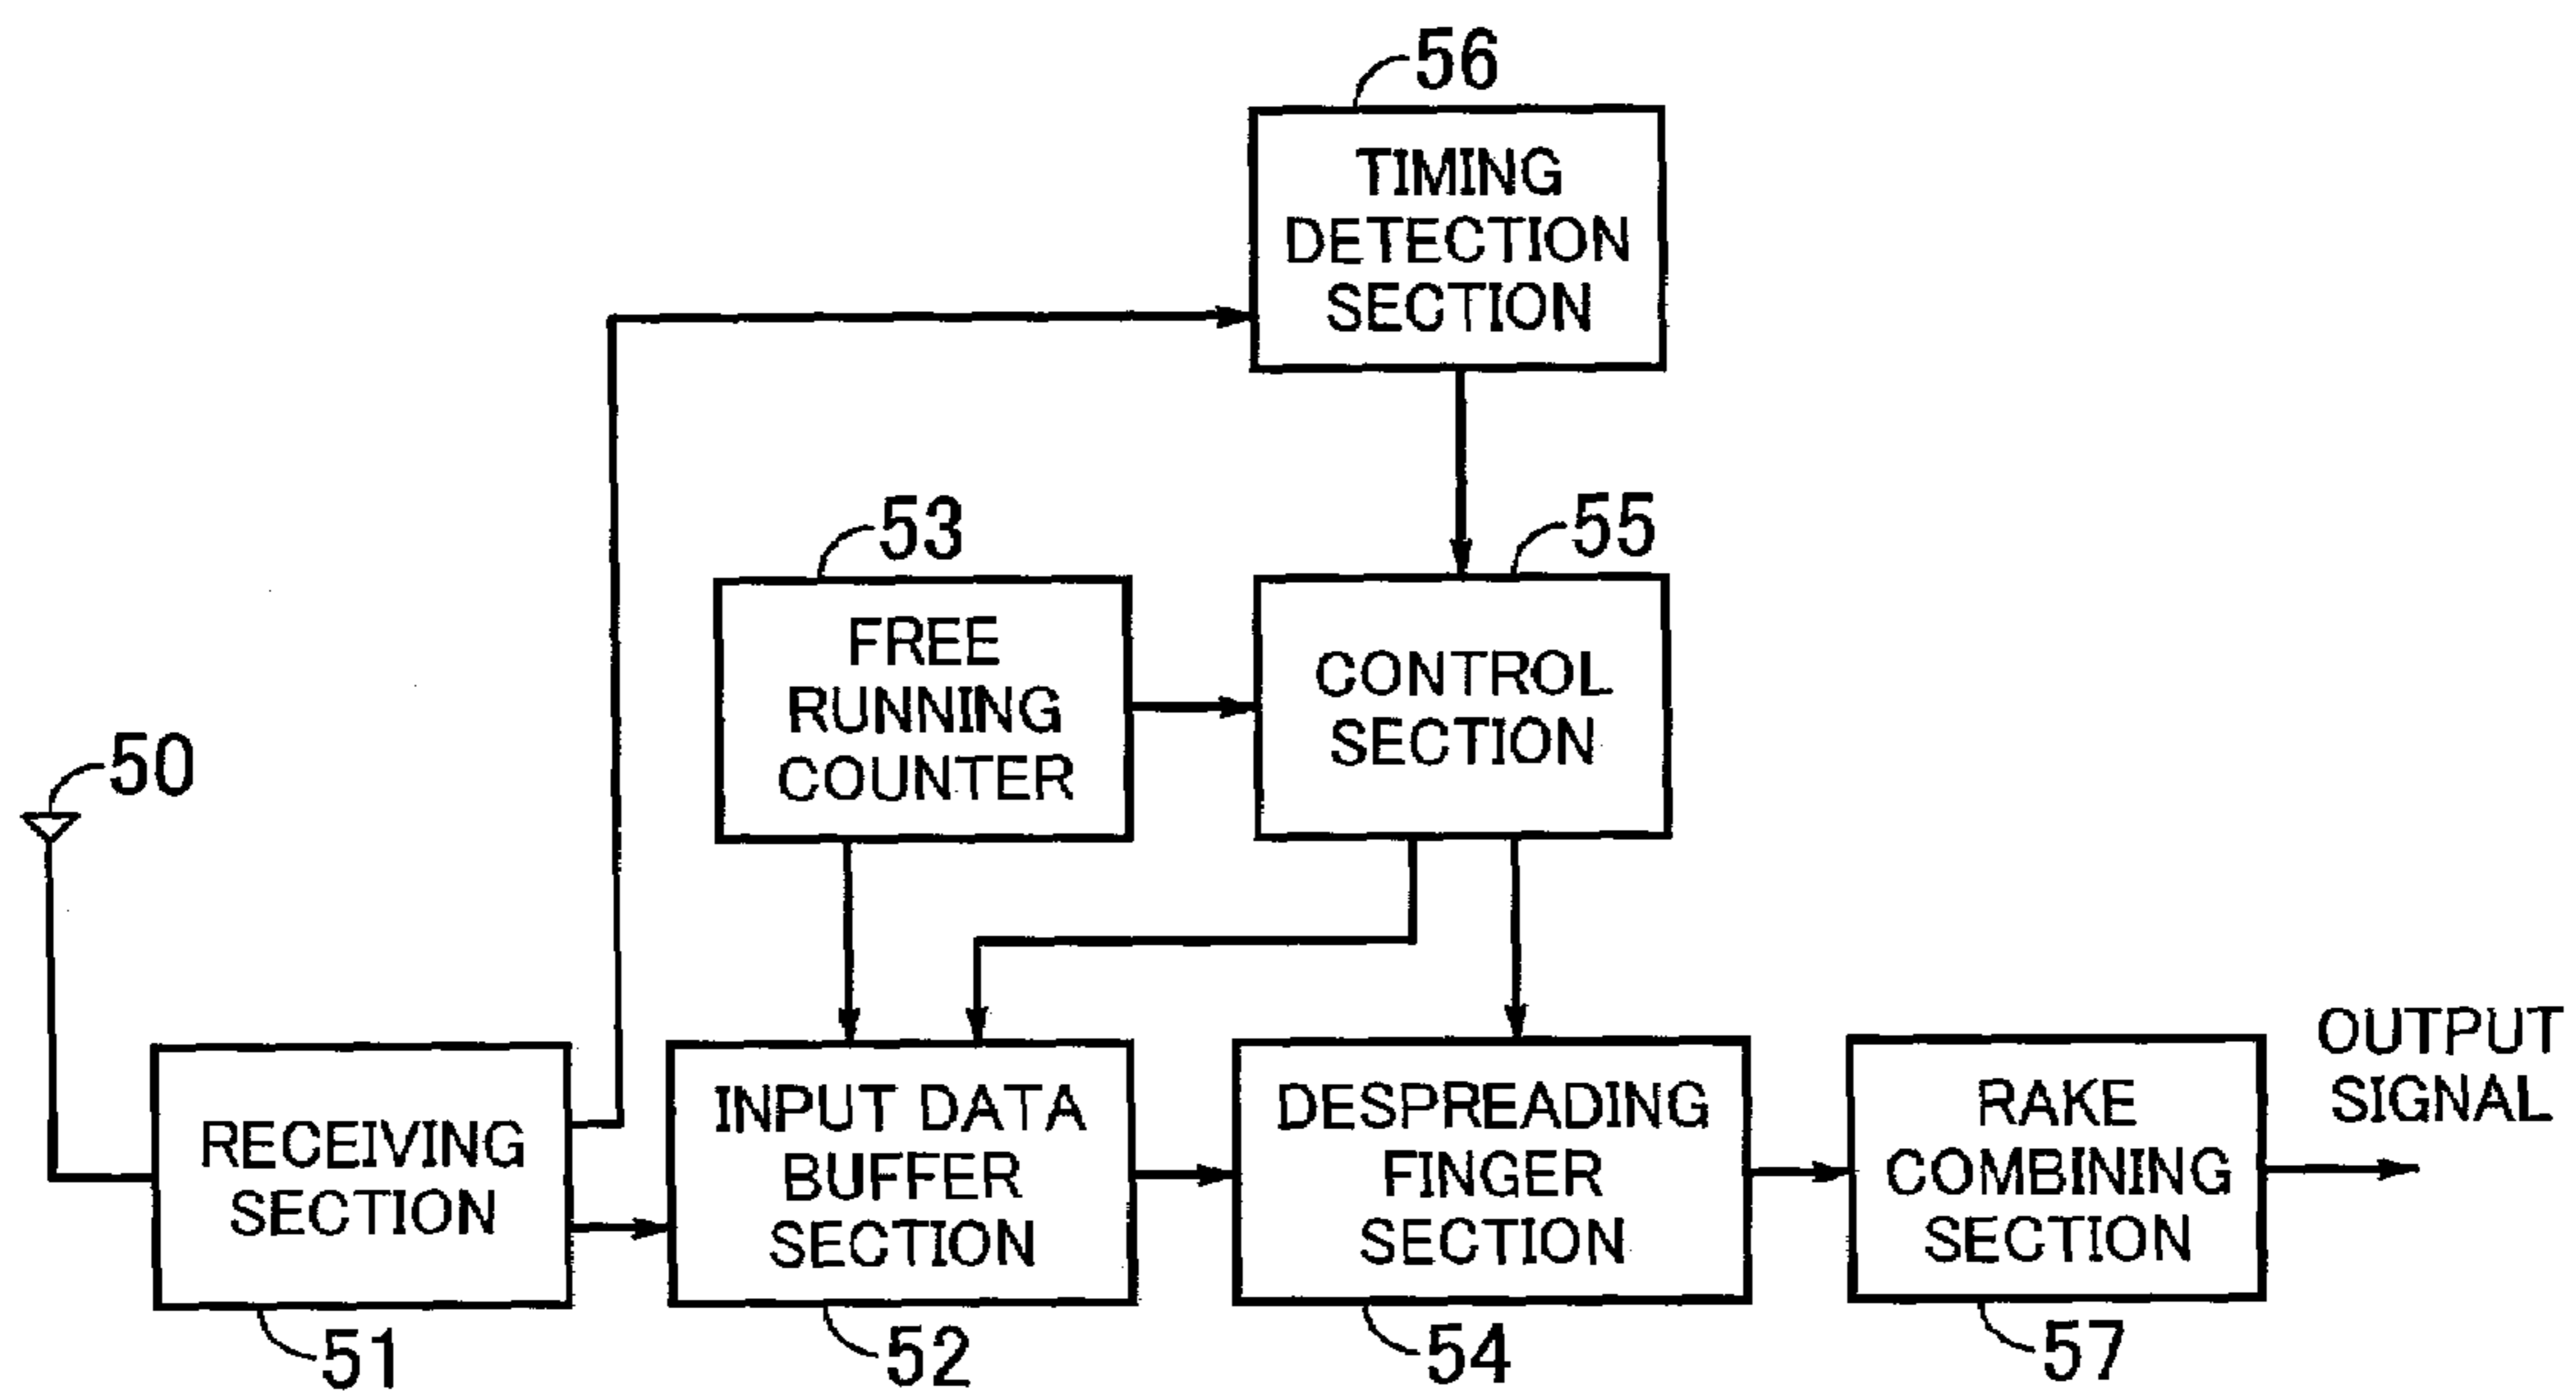 56
TIMING
DETECTION
SECTION
53
FREE
RUNNING
COUNTER
55
CONTROL
SECTION
50
RECEIVING
SECTION
51
INPUT DATA
BUFFER
SECTION
52
DESPREADING
FINGER
SECTION
54
RAKE
COMBINING
SECTION
57
OUTPUT
SIGNAL